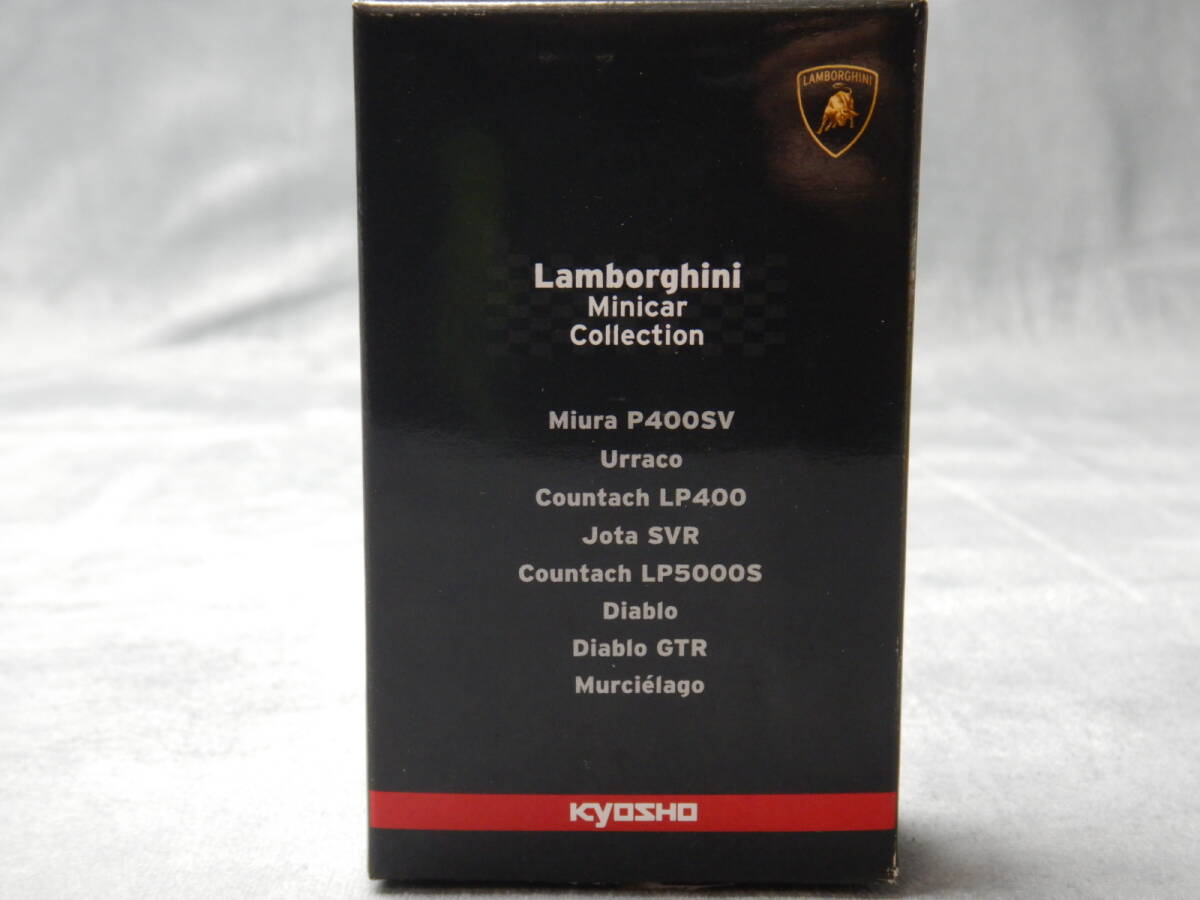 LAMBORGHINI
Lamborghini
Minicar
Collection
Miura P400SV
Urraco
Countach LP400
Jota SVR
Countach LP5000S
Diablo
Diablo GTR
Murciélago
KYOSHO